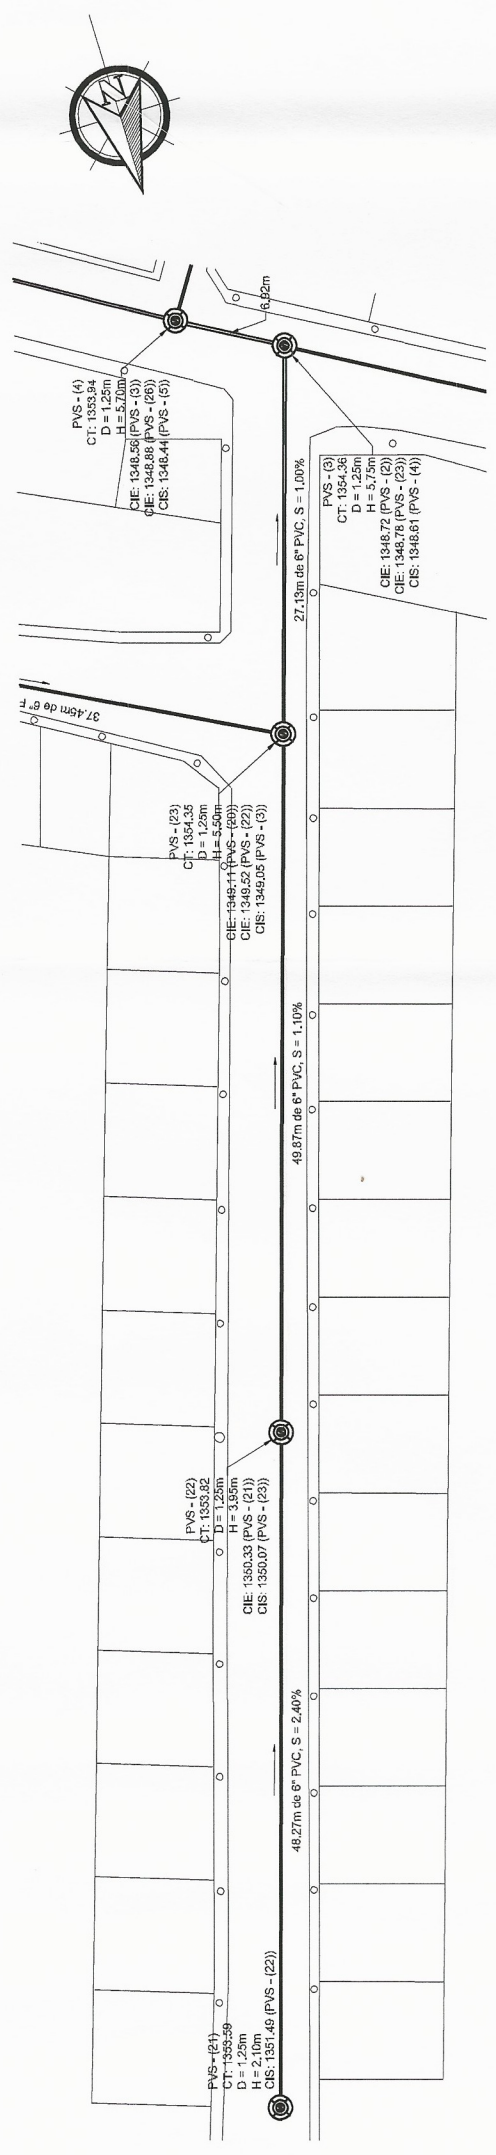 N
6.92m
PVS - (4)
CT: 1353.94
D = 1.25m
H = 5.70m
CIE: 1348.56 (PVS - (3))
CIE: 1348.88 (PVS - (26))
CIS: 1348.44 (PVS - (5))
PVS - (3)
CT: 1354.36
D = 1.25m
H = 5.75m
CIE: 1348.72 (PVS - (2))
CIE: 1348.78 (PVS - (23))
CIS: 1348.61 (PVS - (4))
27.13m de 6" PVC, S = 1.00%
37.45m de 6" P
PVS - (23)
CT: 1354.35
D = 1.25m
H = 5.50m
CIE: 1349.11 (PVS - (20))
CIE: 1349.52 (PVS - (22))
CIS: 1349.05 (PVS - (3))
49.87m de 6" PVC, S = 1.10%
PVS - (22)
CT: 1353.82
D = 1.25m
H = 3.95m
CIE: 1350.33 (PVS - (21))
CIS: 1350.07 (PVS - (23))
48.27m de 6" PVC, S = 2.40%
PVS - (21)
CT: 1353.59
D = 1.25m
H = 2.10m
CIS: 1351.49 (PVS - (22))